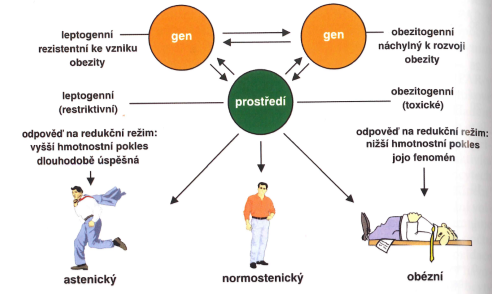 leptogenní
rezistentní ke vzniku
obezity
gen
gen
obezitogenní
náchylný k rozvoji
obezity
leptogenní
(restriktivní)
prostředí
obezitogenní
(toxické)
odpověď na redukční režim:
vyšší hmotnostní pokles
dlouhodobě úspěšná
odpověď na redukční režim:
nižší hmotnostní pokles
jojo fenomén
astenický
normostenický
obézní